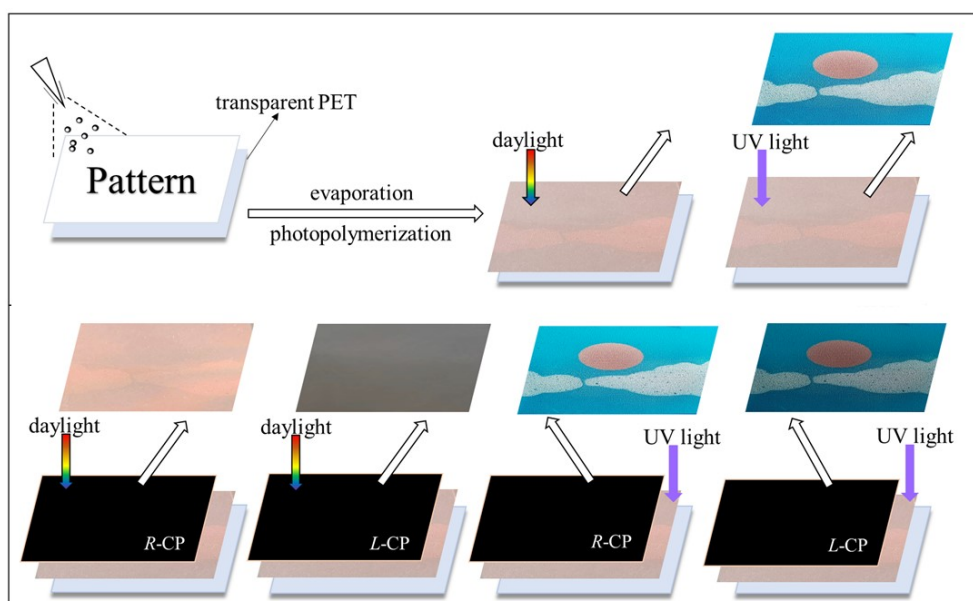 transparent PET
Pattern
evaporation
photopolymerization
daylight
UV light
daylight
R-CP
daylight
L-CP
UV light
R-CP
UV light
L-CP